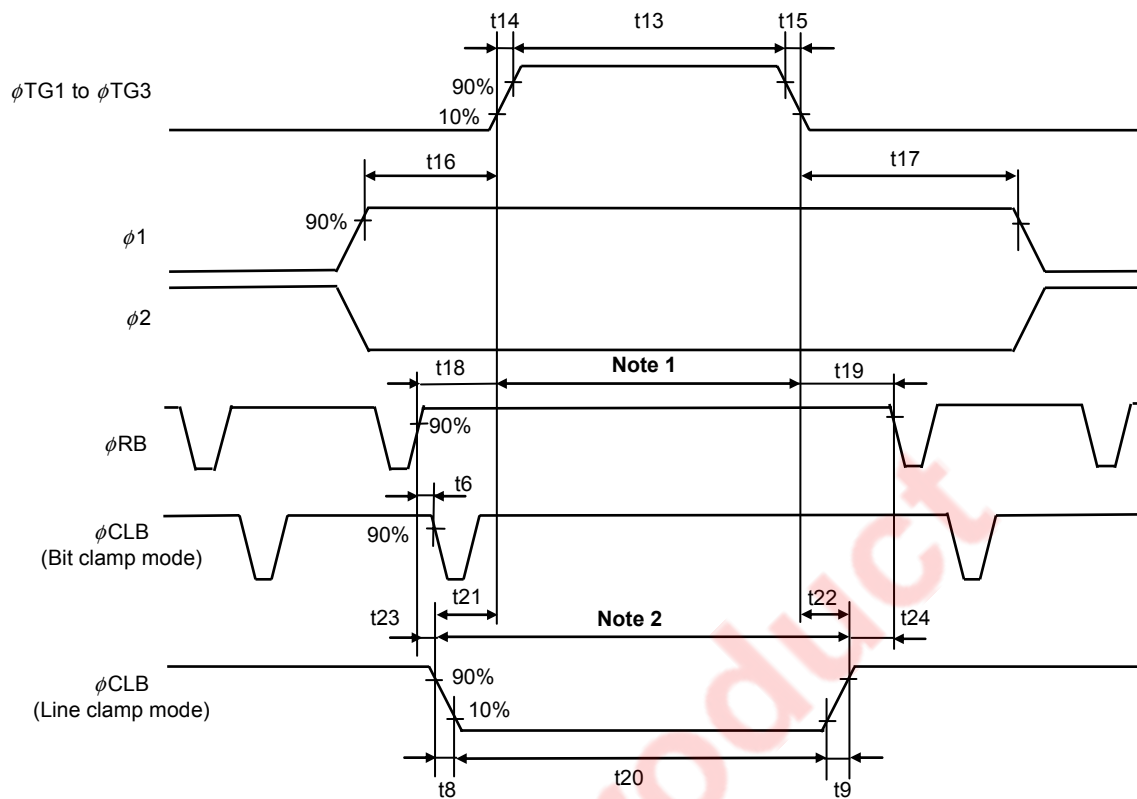 t14 t13 t15
φTG1 to φTG3
90%
10%
t16 t17
90%
φ1
φ2
t18 Note 1 t19
90%
φRB
t6
φCLB
(Bit clamp mode)
90%
t21 t22
t23 Note 2 t24
φCLB
(Line clamp mode)
90%
10%
t20
t8 t9
roduct